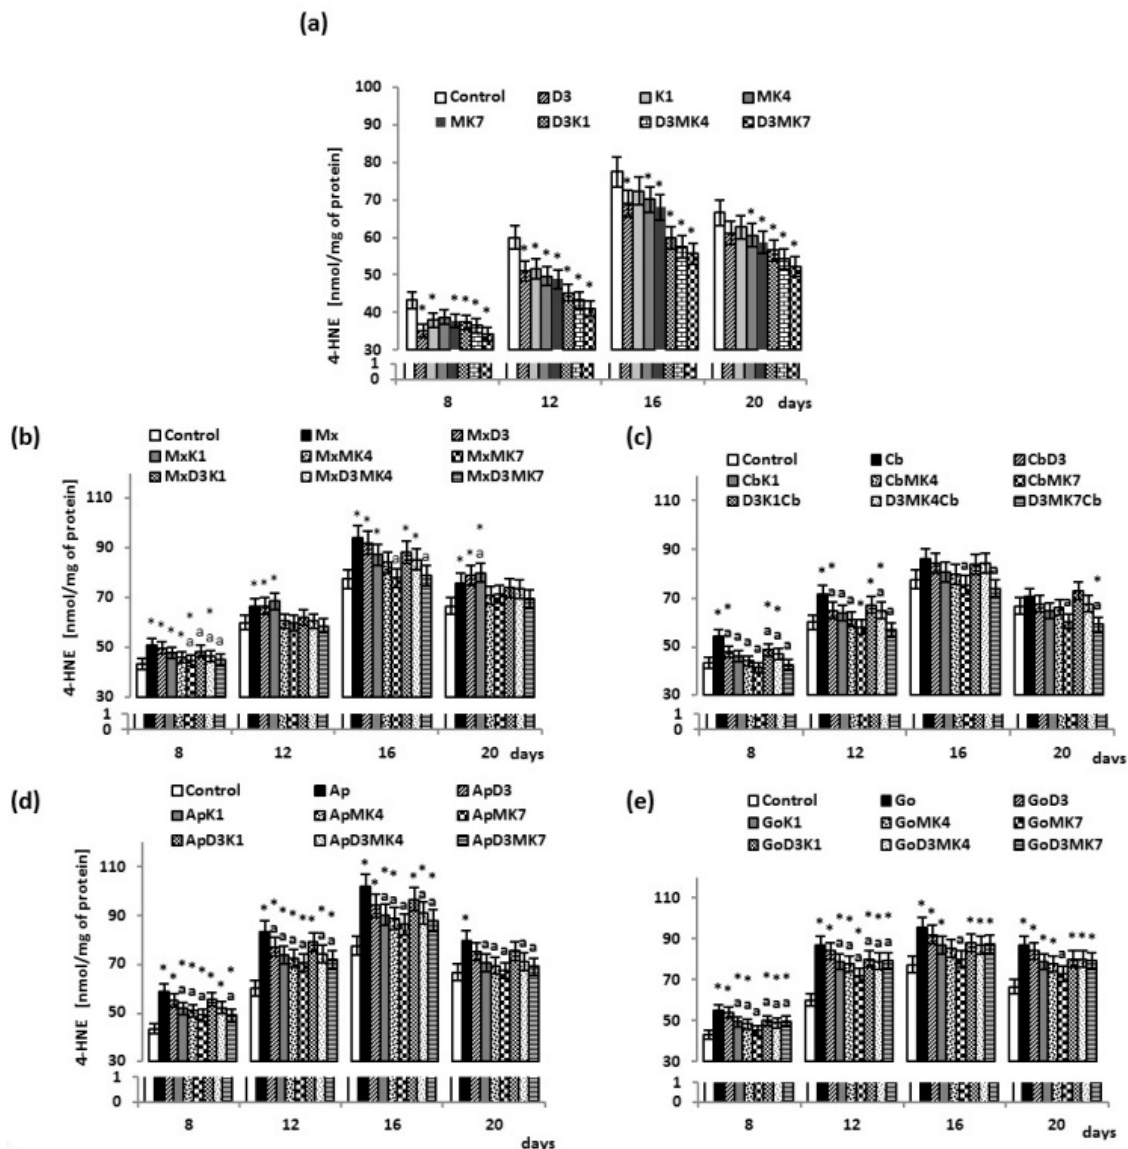 (a)
4-HNE [nmol/mg of protein]
100
90
80
70
60
50
40
30
1
0
Control D3 K1 MK4
MK7 D3K1 D3MK4 D3MK7
8 12 16 20 days
(b)
Control Mx MxD3
MxK1 MxMK4 MxMK7
MxD3K1 MxD3MK4 MxD3MK7
4-HNE [nmol/mg of protein]
110
90
70
50
30
1
0
8 12 16 20 days
(c)
Control Cb CbD3
CbK1 CbMK4 CbMK7
D3K1Cb D3MK4Cb D3MK7Cb
110
90
70
50
30
1
0
8 12 16 20 days
(d)
Control Ap ApD3
ApK1 ApMK4 ApMK7
ApD3K1 ApD3MK4 ApD3MK7
4-HNE [nmol/mg of protein]
110
90
70
50
30
1
0
8 12 16 20
days
(e)
Control Go GoD3
GoK1 GoMK4 GoMK7
GoD3K1 GoD3MK4 GoD3MK7
110
90
70
50
30
1
0
8 12 16 20
days